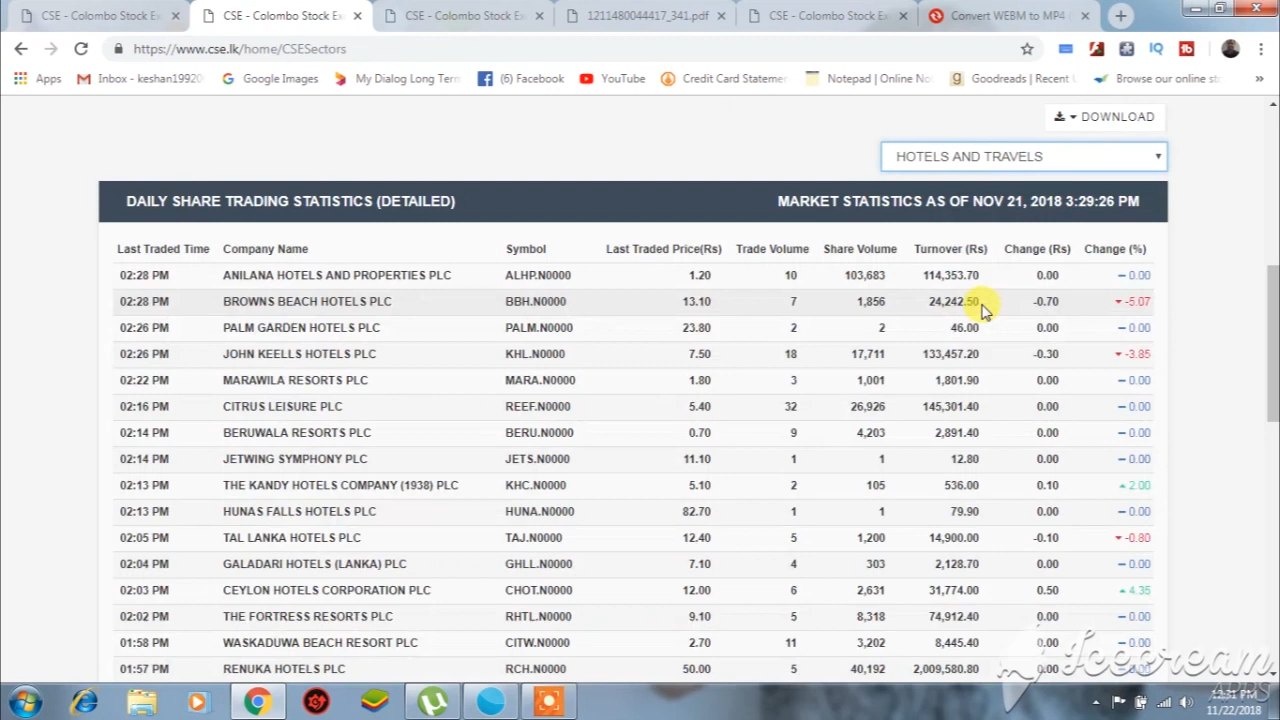 CSE - Colombo Stock Ex
CSE - Colombo Stock Ex
CSE - Colombo Stock Ex
1211480044417_341.pdf
CSE - Colombo Stock Ex
Convert WEBM to MP4
https://www.cse.lk/home/CSESectors
IQ
Apps Inbox - keshan19920 Google Images My Dialog Long Term (6) Facebook YouTube Credit Card Statemen Notepad | Online No Goodreads | Recent Browse our online sto »
DOWNLOAD
HOTELS AND TRAVELS
DAILY SHARE TRADING STATISTICS (DETAILED) MARKET STATISTICS AS OF NOV 21, 2018 3:29:26 PM
Last Traded Time Company Name Symbol Last Traded Price(Rs) Trade Volume Share Volume Turnover (Rs) Change (Rs) Change (%)
02:28 PM ANILANA HOTELS AND PROPERTIES PLC ALHP.N0000 1.20 10 103,683 114,353.70 0.00 0.00
02:28 PM BROWNS BEACH HOTELS PLC BBH.N0000 13.10 7 1,856 24,242.50 -0.70 -5.07
02:26 PM PALM GARDEN HOTELS PLC PALM.N0000 23.80 2 2 46.00 0.00 0.00
02:26 PM JOHN KEELLS HOTELS PLC KHL.N0000 7.50 18 17,711 133,457.20 -0.30 -3.85
02:22 PM MARAWILA RESORTS PLC MARA.N0000 1.80 3 1,001 1,801.90 0.00 0.00
02:16 PM CITRUS LEISURE PLC REEF.N0000 5.40 32 26,926 145,301.40 0.00 0.00
02:14 PM BERUWALA RESORTS PLC BERU.N0000 0.70 9 4,203 2,891.40 0.00 0.00
02:14 PM JETWING SYMPHONY PLC JETS.N0000 11.10 1 1 12.80 0.00 0.00
02:13 PM THE KANDY HOTELS COMPANY (1938) PLC KHC.N0000 5.10 2 105 536.00 0.10 2.00
02:13 PM HUNAS FALLS HOTELS PLC HUNA.N0000 82.70 1 1 79.90 0.00 0.00
02:05 PM TAL LANKA HOTELS PLC TAJ.N0000 12.40 5 1,200 14,900.00 -0.10 -0.80
02:04 PM GALADARI HOTELS (LANKA) PLC GHLL.N0000 7.10 4 303 2,128.70 0.00 0.00
02:03 PM CEYLON HOTELS CORPORATION PLC CHOT.N0000 12.00 6 2,631 31,774.00 0.50 4.35
02:02 PM THE FORTRESS RESORTS PLC RHTL.N0000 9.10 5 8,318 74,912.40 0.00 0.00
01:58 PM WASKADUWA BEACH RESORT PLC CITW.N0000 2.70 11 3,202 8,445.40 0.00 0.00
01:57 PM RENUKA HOTELS PLC RCH.N0000 50.00 5 40,192 2,009,580.80 0.00 0.00
Icecream
APPS
12:31 PM
11/22/2018